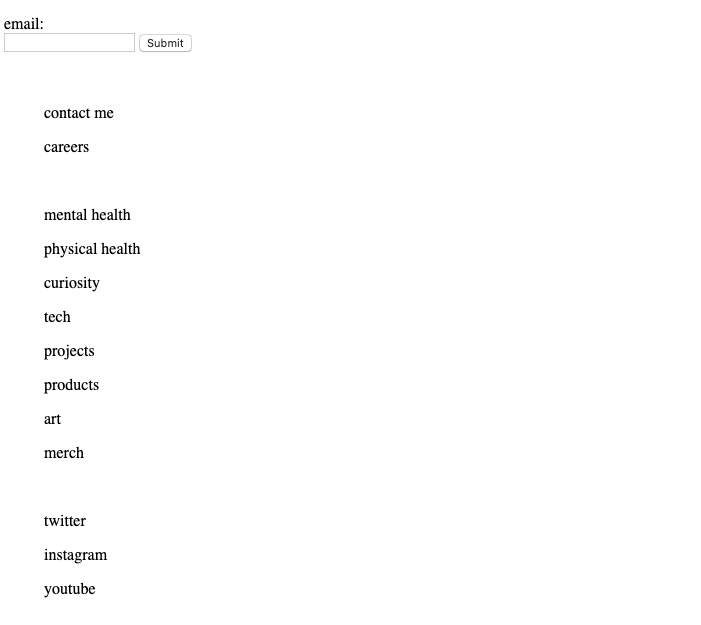 email:
Submit
contact me
careers
mental health
physical health
curiosity
tech
projects
products
art
merch
twitter
instagram
youtube